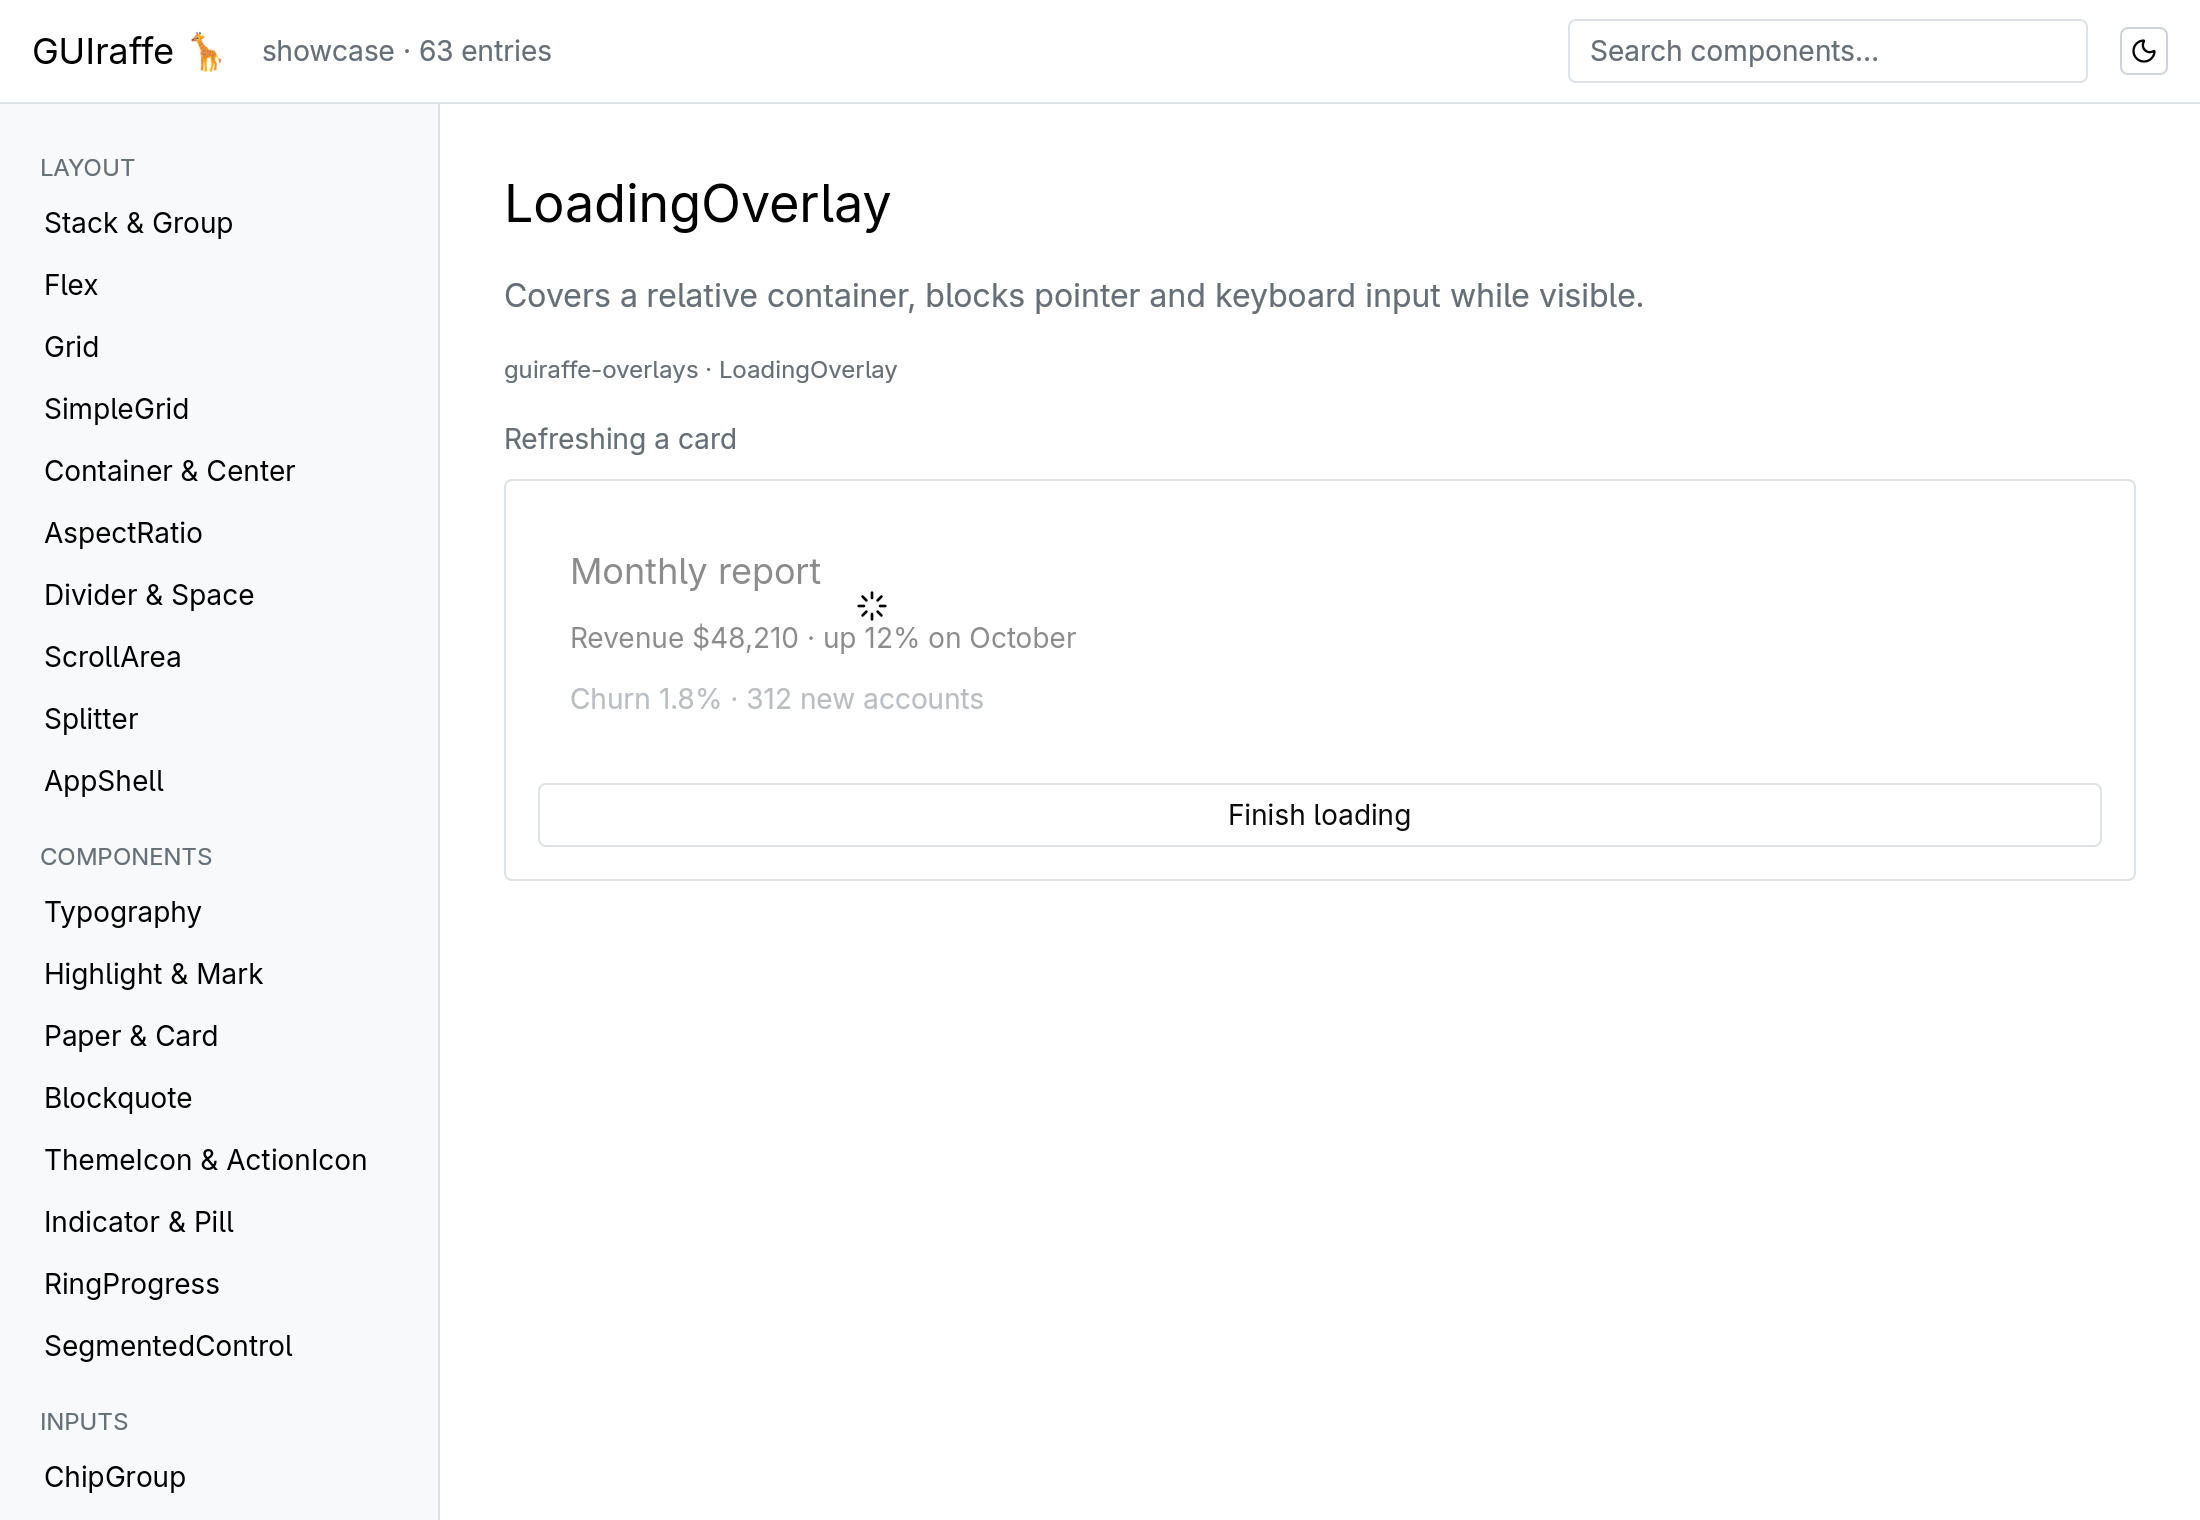 GUIraffe 🦒 showcase · 63 entries
Search components...
LAYOUT
Stack & Group
Flex
Grid
SimpleGrid
Container & Center
AspectRatio
Divider & Space
ScrollArea
Splitter
AppShell
COMPONENTS
Typography
Highlight & Mark
Paper & Card
Blockquote
ThemeIcon & ActionIcon
Indicator & Pill
RingProgress
SegmentedControl
INPUTS
ChipGroup
LoadingOverlay
Covers a relative container, blocks pointer and keyboard input while visible.
guiraffe-overlays · LoadingOverlay
Refreshing a card
Monthly report
Revenue $48,210 · up 12% on October
Churn 1.8% · 312 new accounts
Finish loading